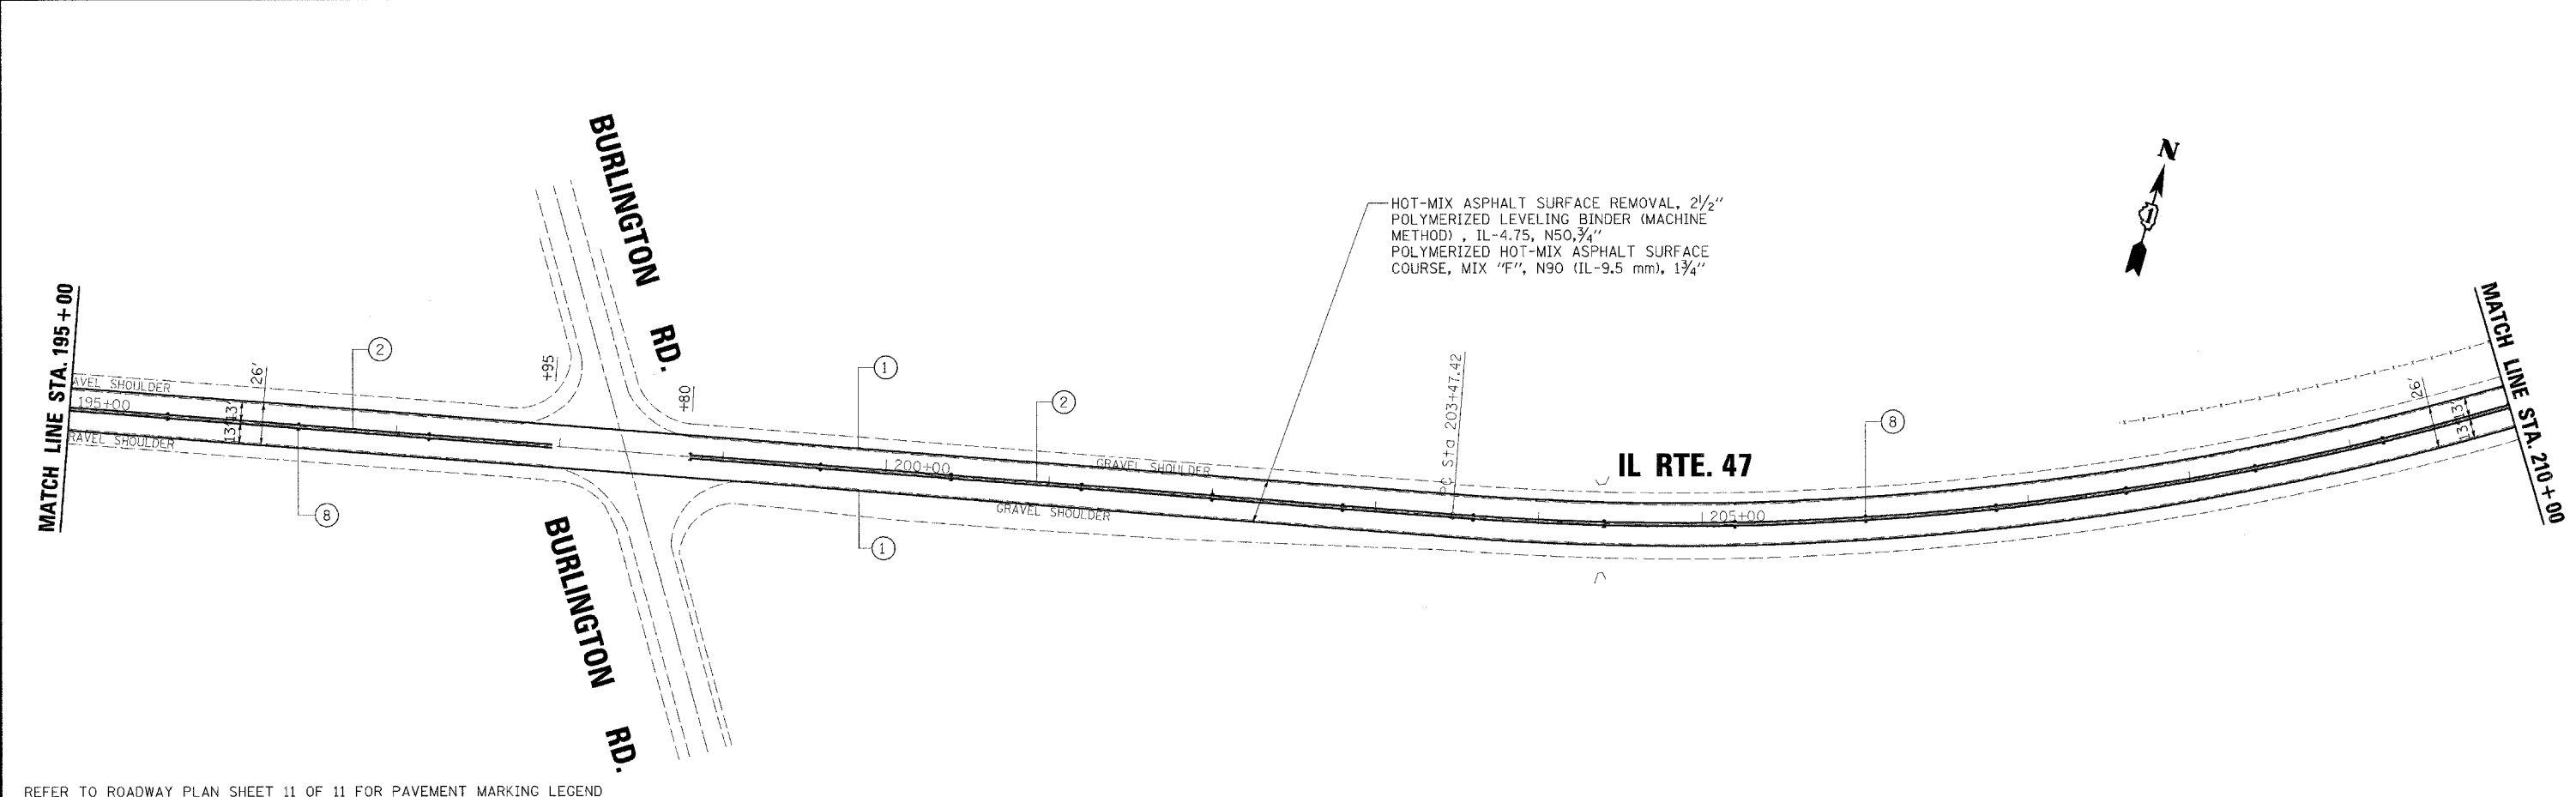 BURLINGTON RD.
N
1
HOT-MIX ASPHALT SURFACE REMOVAL, 2½"
POLYMERIZED LEVELING BINDER (MACHINE
METHOD) , IL-4.75, N50,¾"
POLYMERIZED HOT-MIX ASPHALT SURFACE
COURSE, MIX "F", N90 (IL-9.5 mm), 1¾"
MATCH LINE STA. 195+00
AVEL SHOULDER
195+00
RAVEL SHOULDER
13'
13'
26'
2
8
+95
+80
1
1
2
200+00
GRAVEL SHOULDER
GRAVEL SHOULDER
PC Sta 203+47.42
IL RTE. 47
205+00
8
26'
13'
13'
MATCH LINE STA. 210+00
BURLINGTON RD.
REFER TO ROADWAY PLAN SHEET 11 OF 11 FOR PAVEMENT MARKING LEGEND